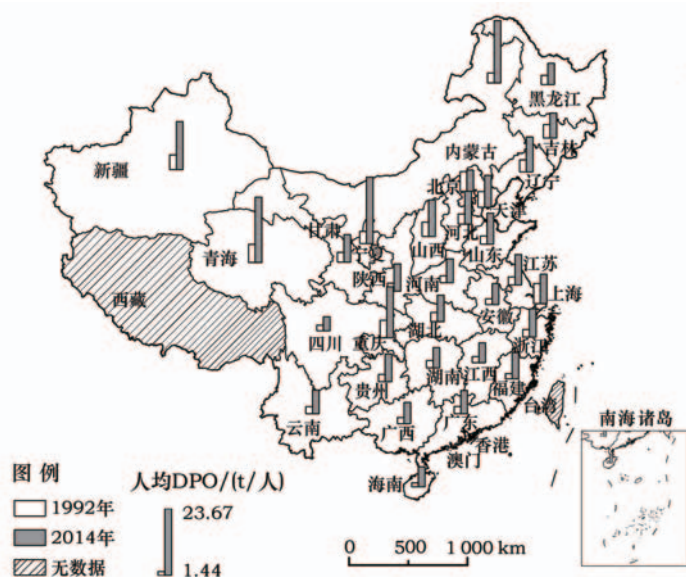 黑龙江
吉林
内蒙古
辽宁
北京
天津
新疆
河北
甘肃
宁夏
山西
山东
青海
陕西
河南
江苏
西藏
安徽
上海
湖北
四川
重庆
浙江
湖南
江西
贵州
福建
台湾
云南
广西
广东
香港
澳门
海南
南海诸岛
图 例
1992年
2014年
无数据
人均DPO/(t/人)
23.67
1.44
0 500 1 000 km